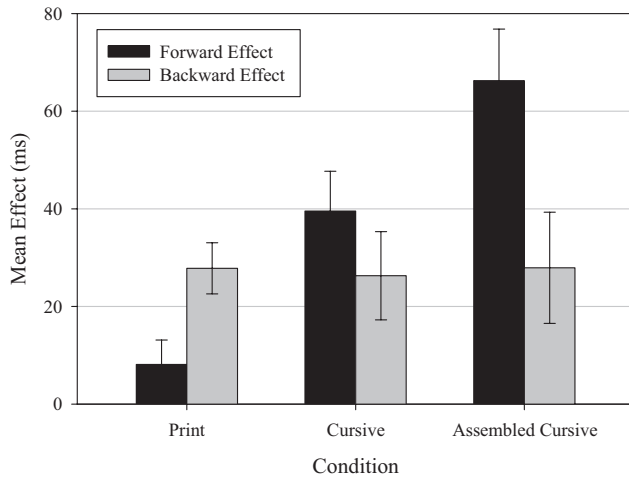 80
Forward Effect
Backward Effect
60
Mean Effect (ms)
40
20
0
Print Cursive Assembled Cursive
Condition